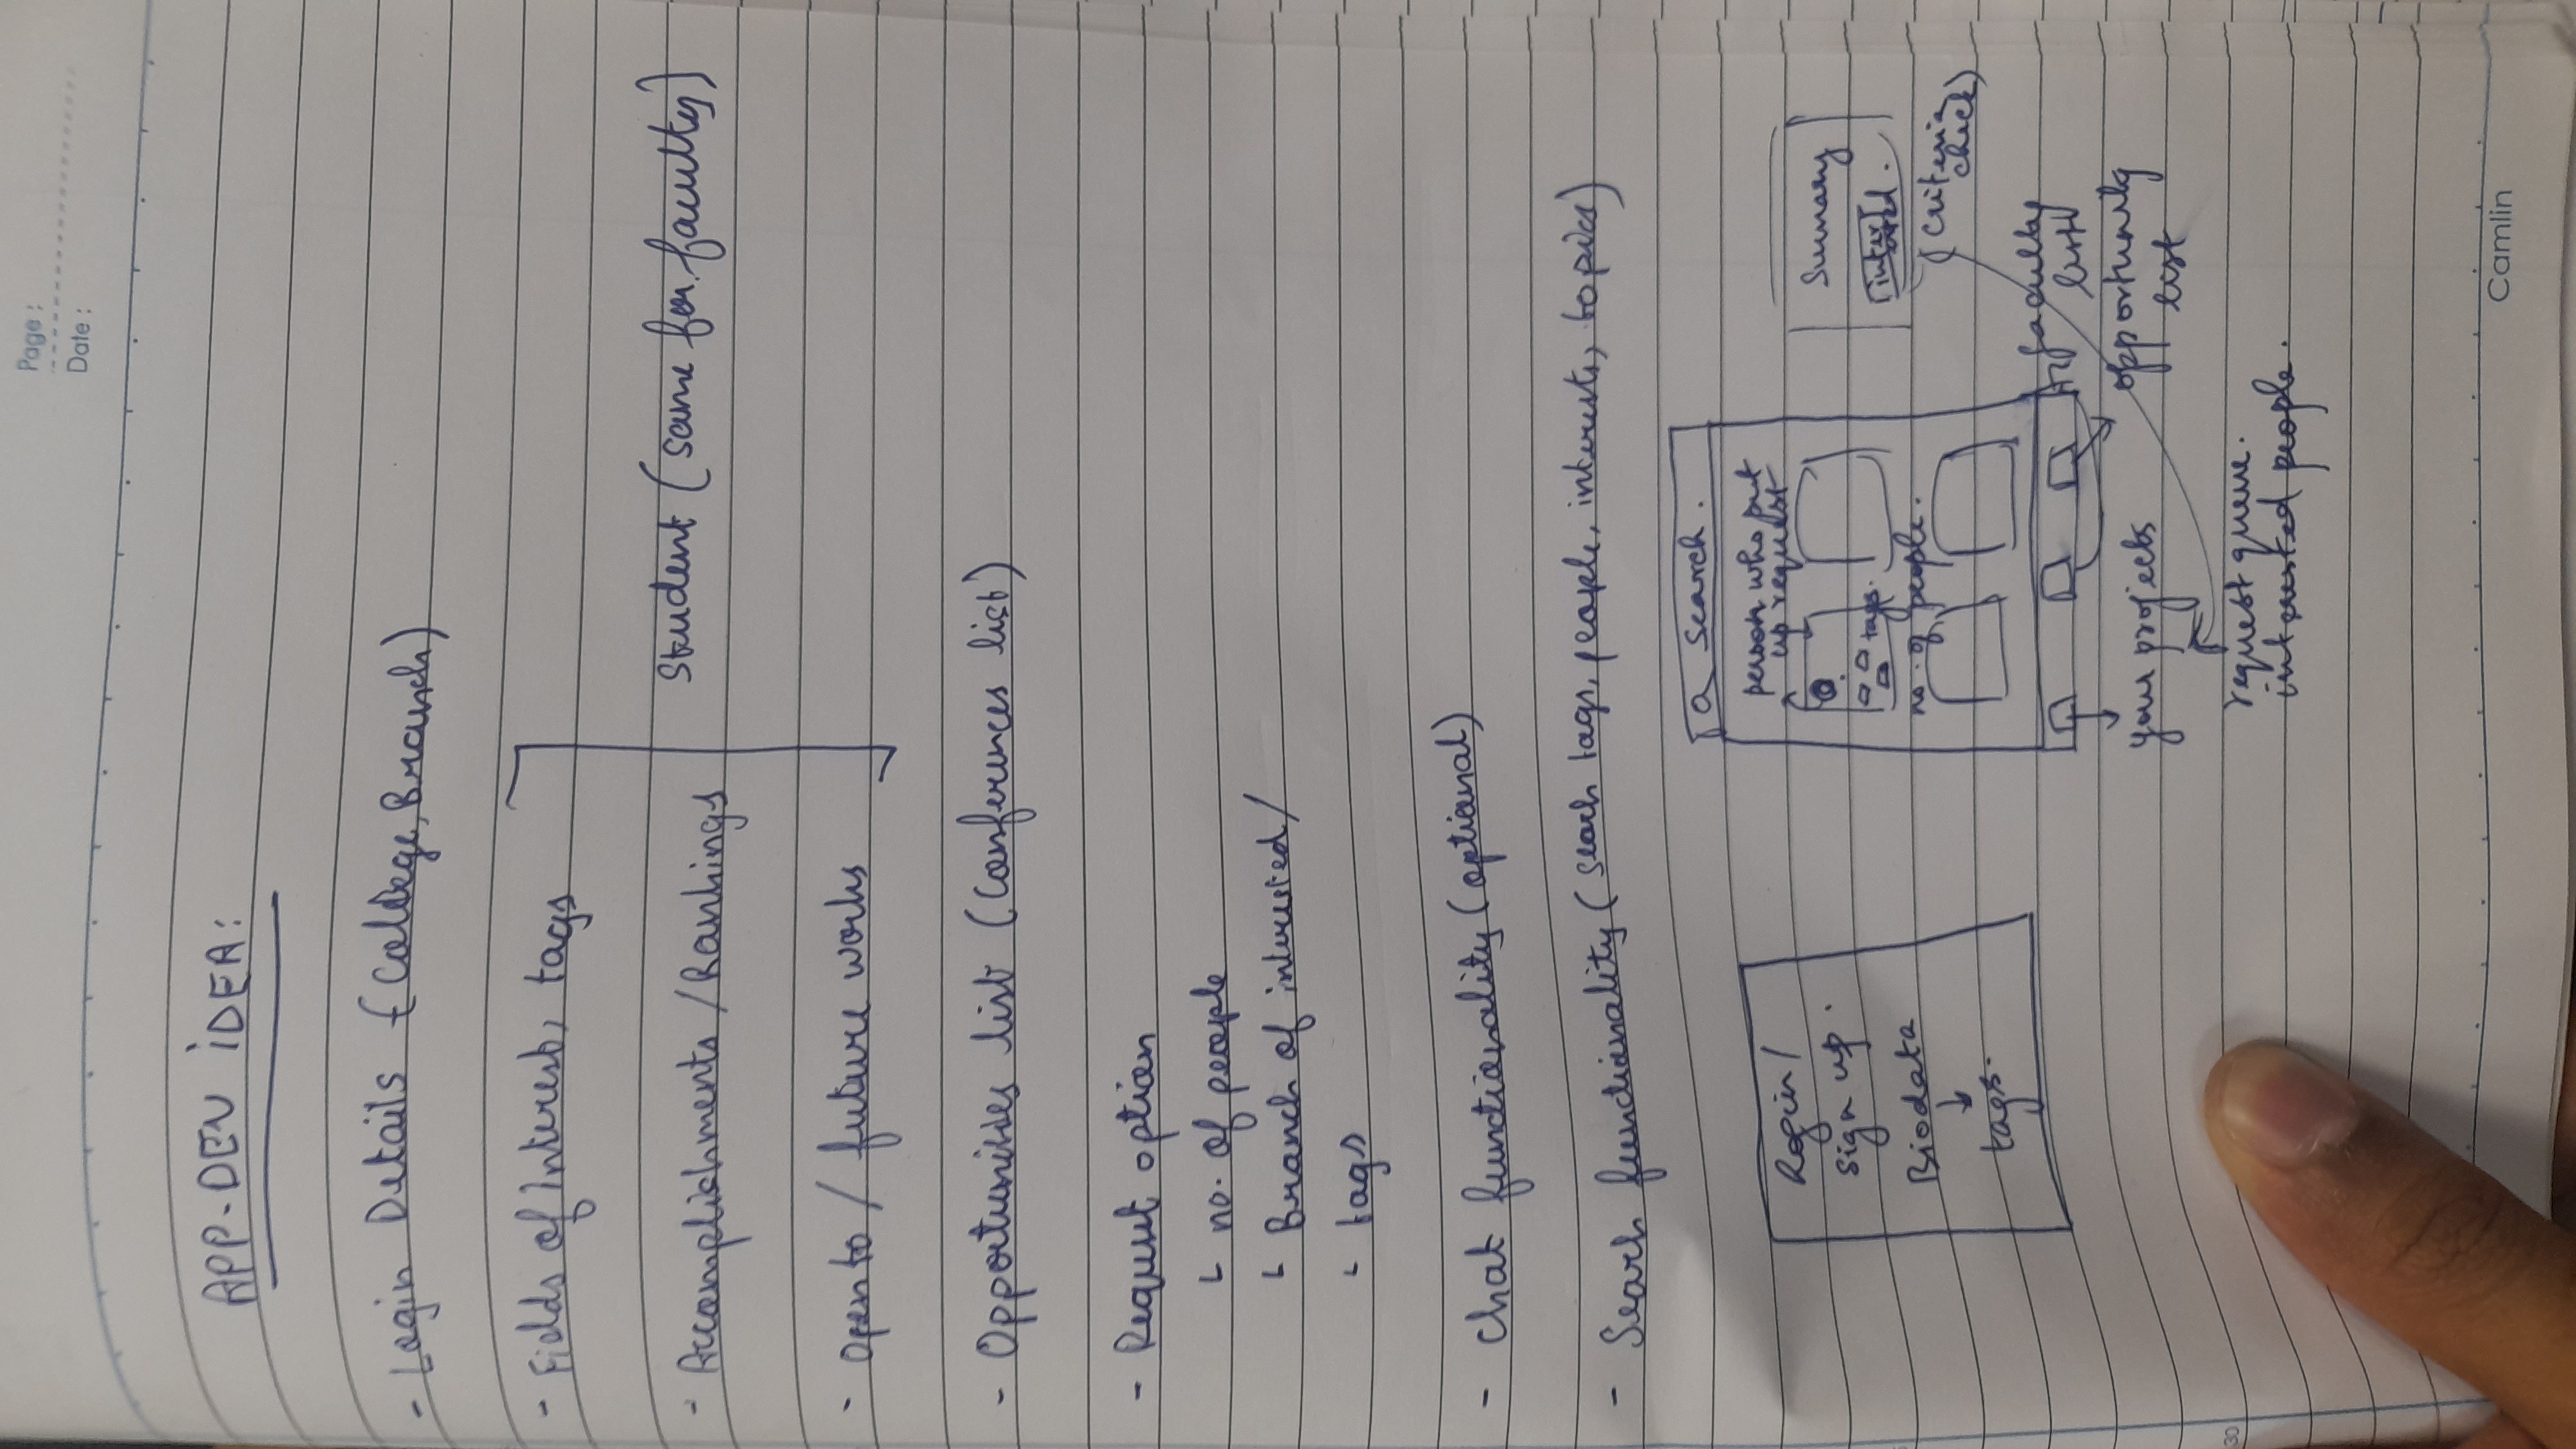 Page :
Date :
APP-DEV iDEA:
- Login Details (College, Branch)
- Fields of Interest, tags
- Accomplishments / Rankings
Student (same for faculty)
- Open to / future works
- Opportunities list (Conferences list)
- Request option
└ no. of people
└ Branch of interested /
└ tags
- Chat functionality (optional)
- Search functionality (search tags, people, interests, topics)
Search.
person who put
up request
tags.
no. of people.
Login /
Sign up.
Biodata
↓
tags.
Summary
interested.
(criteria
check)
faculty
list
opportunity
list
your projects
request queue.
interested people.
30
Camlin